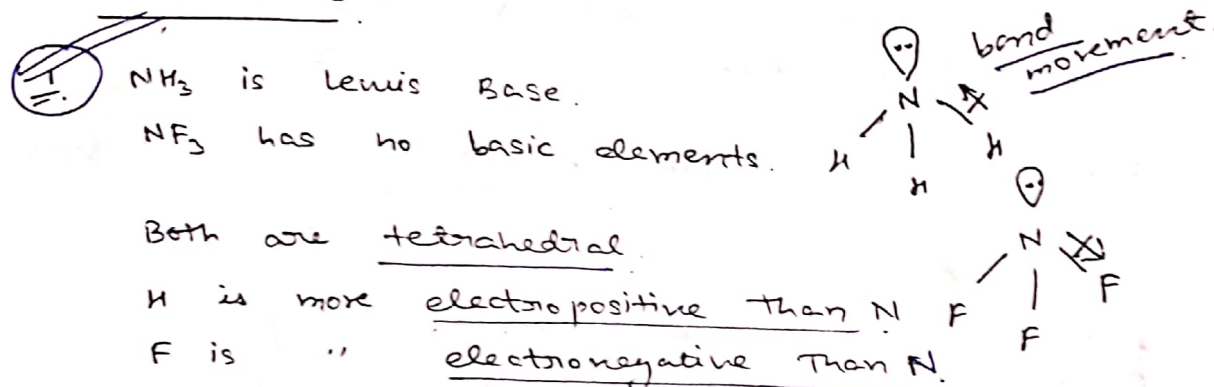 I.
NH3 is Lewis Base.
NF3 has no basic elements.
bond movement
N
H H H
Both are tetrahedral.
H is more electropositive than N
F is " electronegative Than N.
N
F F F